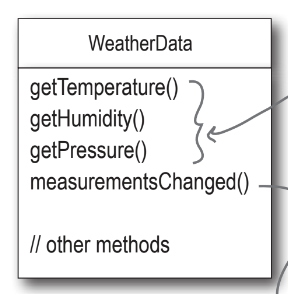 WeatherData
getTemperature()
getHumidity()
getPressure()
measurementsChanged()
// other methods